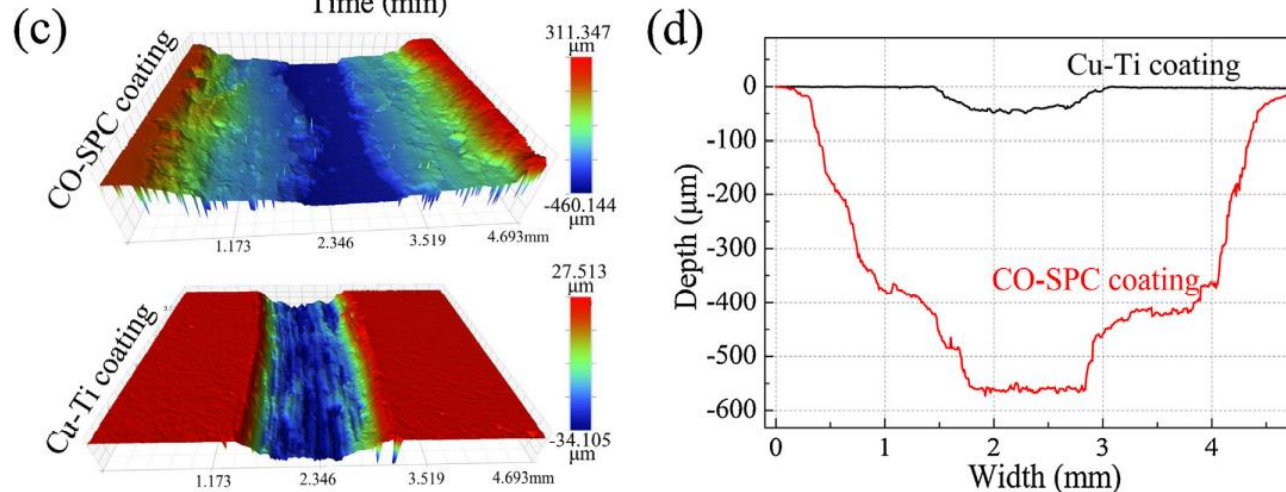 Time (min)
(c)
CO-SPC coating
311.347
μm
-460.144
μm
1.173 2.346 3.519 4.693mm
Cu-Ti coating
27.513
μm
-34.105
μm
1.173 2.346 3.519 4.693mm
(d)
Depth (μm)
0
-100
-200
-300
-400
-500
-600
Cu-Ti coating
CO-SPC coating
0 1 2 3 4
Width (mm)